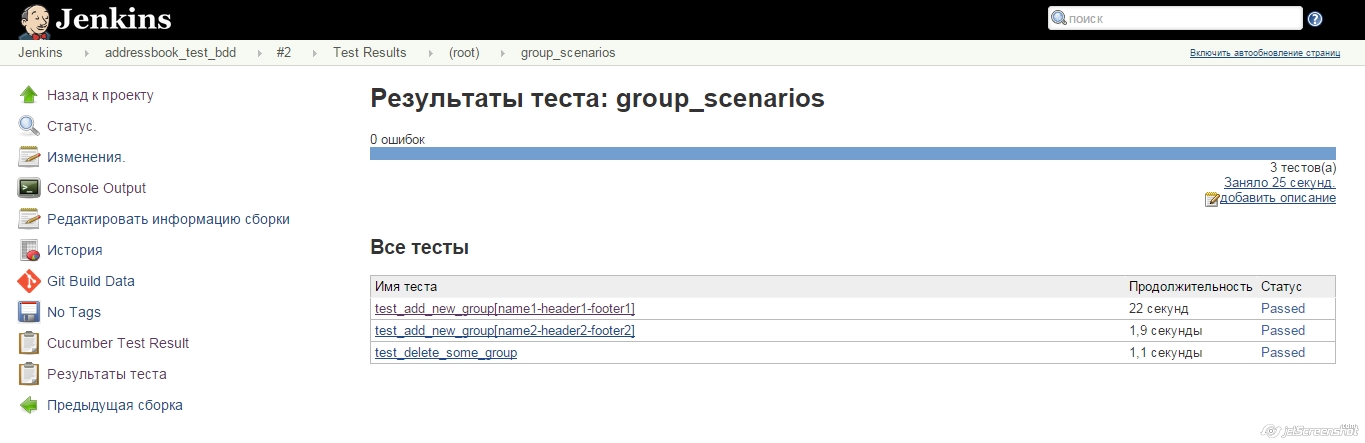 Jenkins
поиск
Jenkins addressbook_test_bdd #2 Test Results (root) group_scenarios Включить автообновление страниц
Назад к проекту
Статус.
Изменения.
Console Output
Редактировать информацию сборки
История
Git Build Data
No Tags
Cucumber Test Result
Результаты теста
Предыдущая сборка
Результаты теста: group_scenarios
0 ошибок
3 тестов(а)
Заняло 25 секунд.
добавить описание
Все тесты
Имя теста Продолжительность Статус
test_add_new_group[name1-header1-footer1] 22 секунд Passed
test_add_new_group[name2-header2-footer2] 1,9 секунды Passed
test_delete_some_group 1,1 секунды Passed
jetScreenshot